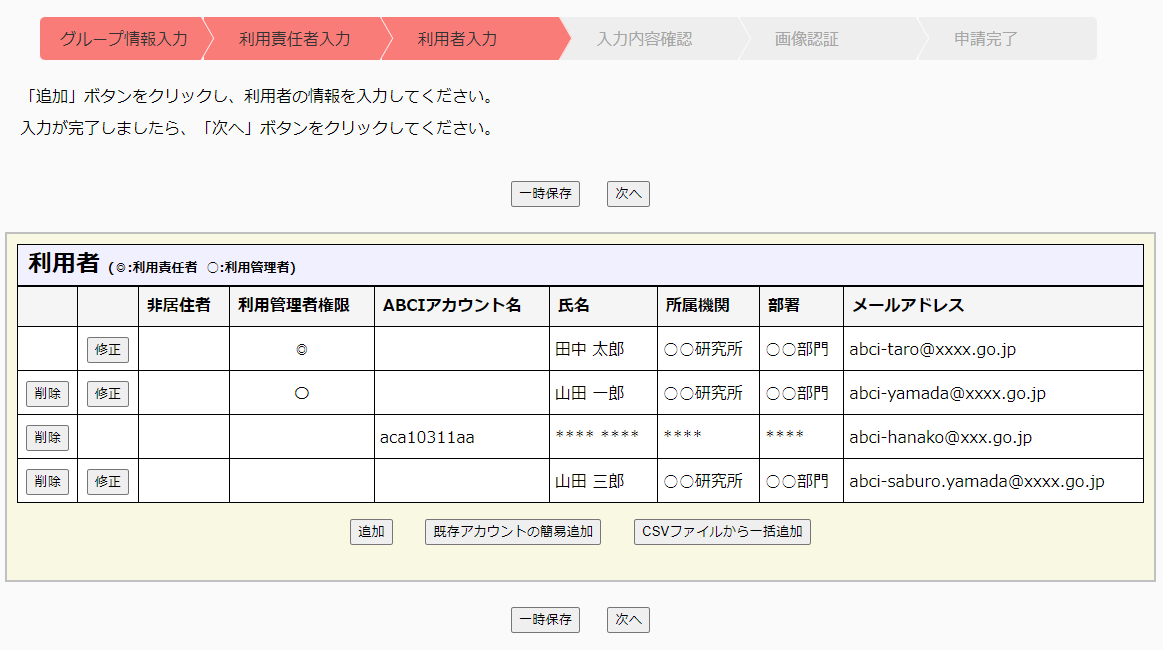 グループ情報入力 利用責任者入力 利用者入力 入力内容確認 画像認証 申請完了
「追加」ボタンをクリックし、利用者の情報を入力してください。
入力が完了しましたら、「次へ」ボタンをクリックしてください。
一時保存 次へ
利用者 (◎:利用責任者 ○:利用管理者)
非居住者 利用管理者権限 ABCIアカウント名 氏名 所属機関 部署 メールアドレス
修正 ◎ 田中 太郎 ○○研究所 ○○部門 abci-taro@xxxx.go.jp
削除 修正 ○ 山田 一郎 ○○研究所 ○○部門 abci-yamada@xxxx.go.jp
削除 aca10311aa **** **** **** **** abci-hanako@xxx.go.jp
削除 修正 山田 三郎 ○○研究所 ○○部門 abci-saburo.yamada@xxxx.go.jp
追加 既存アカウントの簡易追加 CSVファイルから一括追加
一時保存 次へ